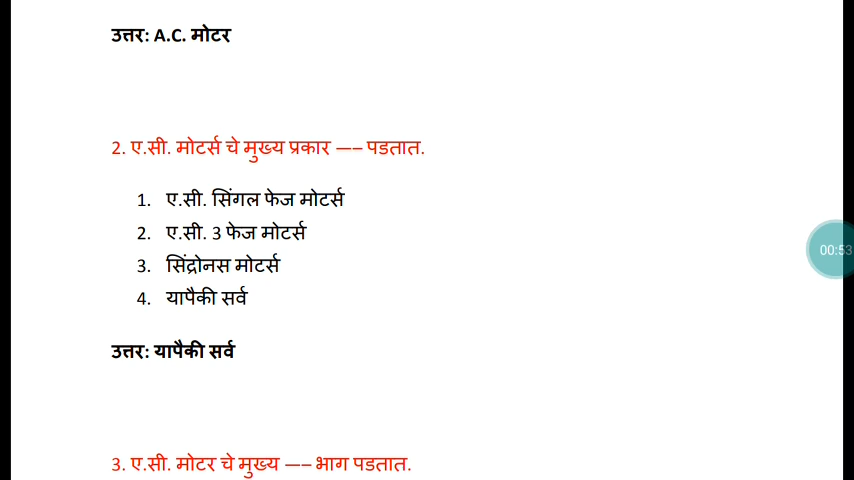 उत्तर: A.C. मोटर
2. ए.सी. मोटर्स चे मुख्य प्रकार —– पडतात.
1. ए.सी. सिंगल फेज मोटर्स
2. ए.सी. 3 फेज मोटर्स
3. सिंद्रोनस मोटर्स
4. यापैकी सर्व
00:53
उत्तर: यापैकी सर्व
3. ए.सी. मोटर चे मुख्य —– भाग पडतात.